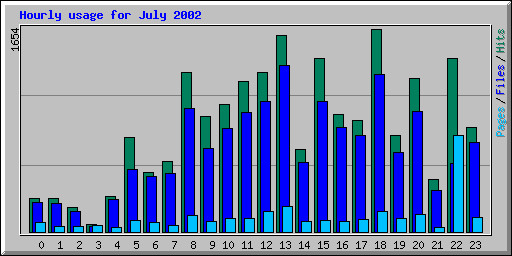 Hourly usage for July 2002
1654
Pages / Files / Hits
0 1 2 3 4 5 6 7 8 9 10 11 12 13 14 15 16 17 18 19 20 21 22 23